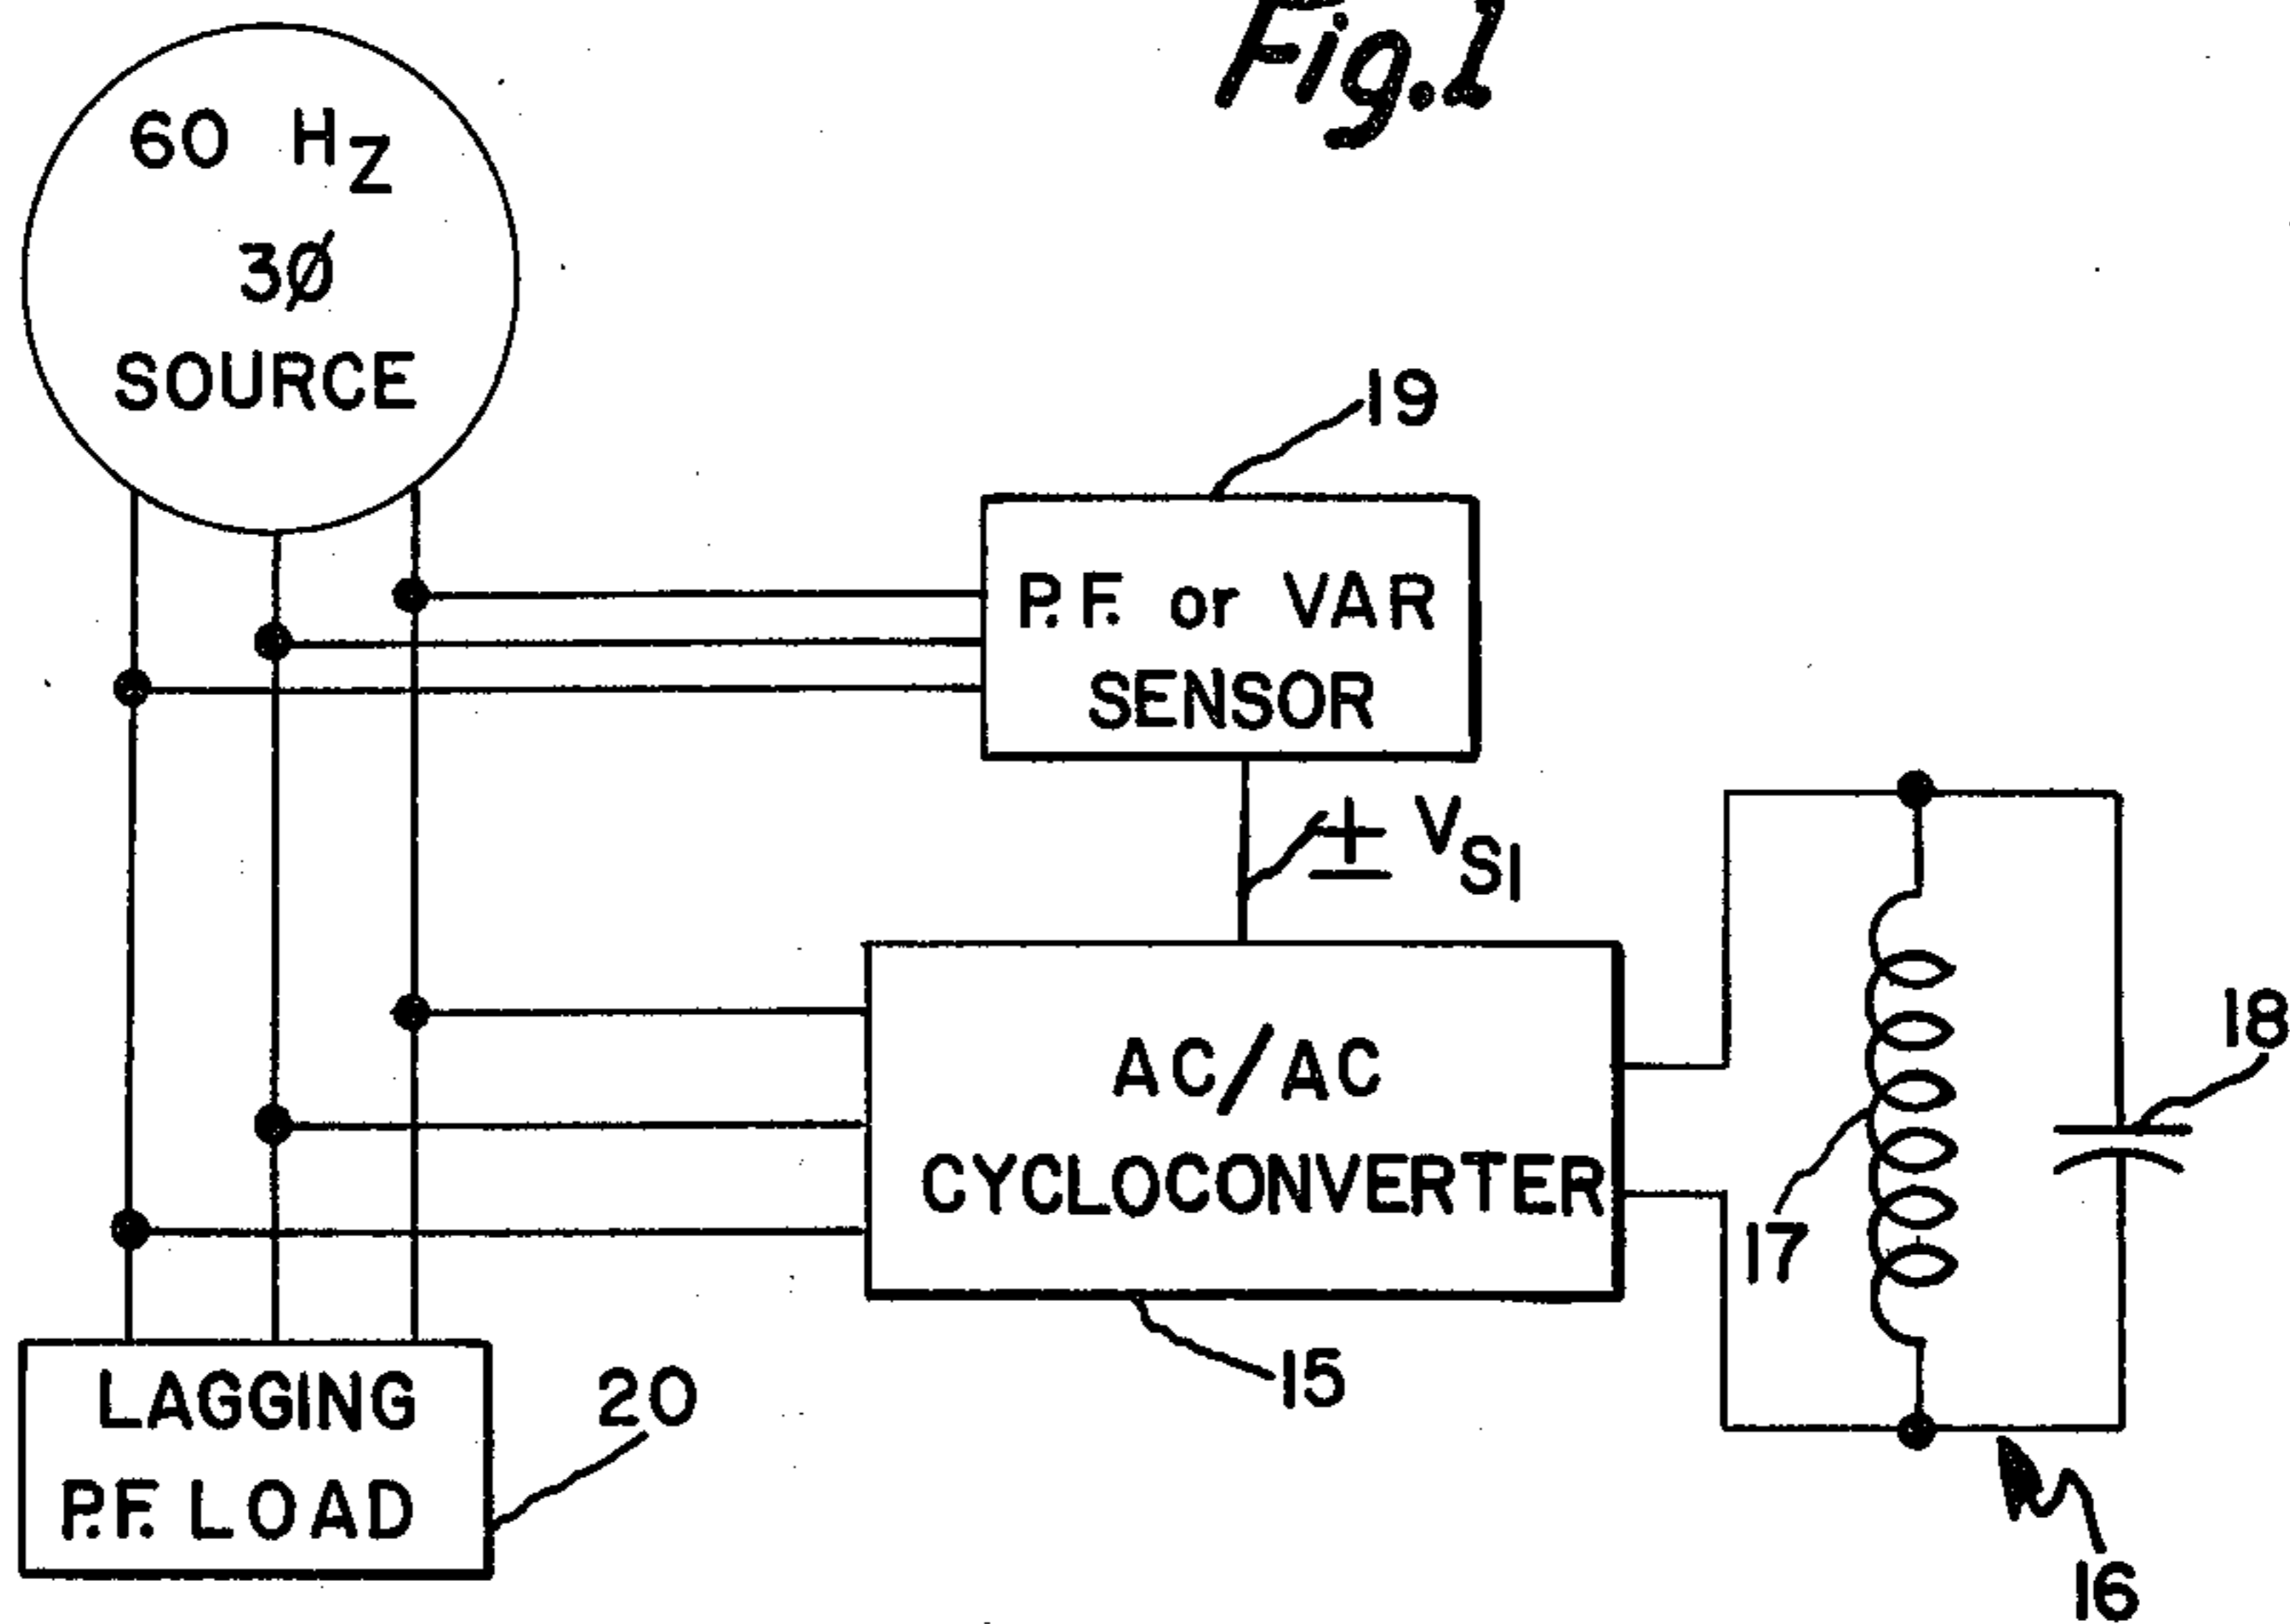 Fig.1
60 Hz
3Ø
SOURCE
19
P.F. or VAR
SENSOR
± VS1
AC/AC
CYCLOCONVERTER
18
17
15
LAGGING
P.F. LOAD
20
16